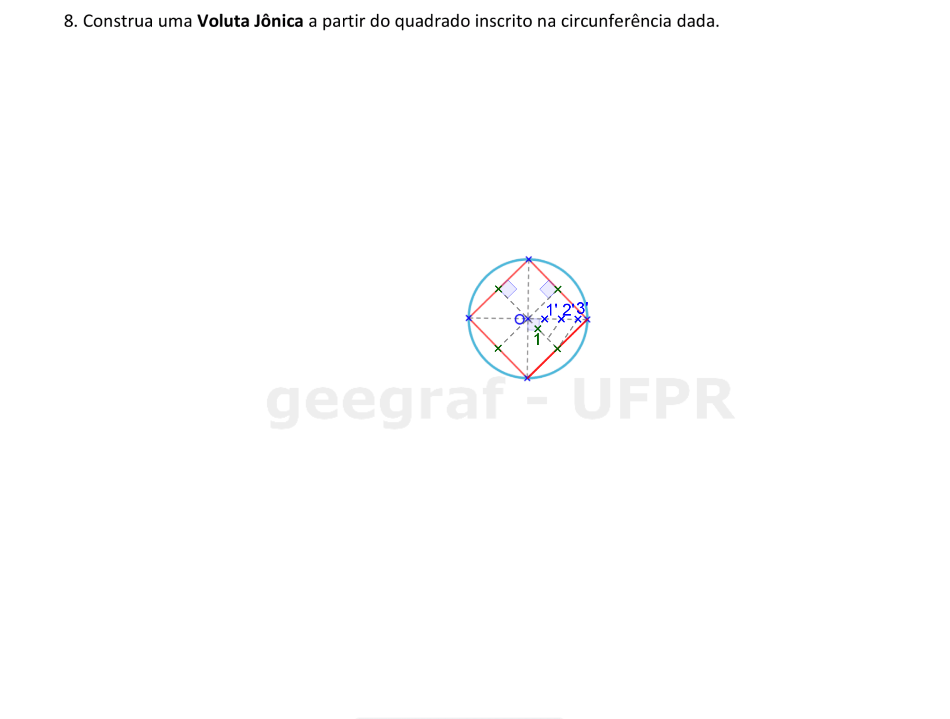 8. Construa uma Voluta Jônica a partir do quadrado inscrito na circunferência dada.
1' 2' 3'
O
1
geegraf - UFPR